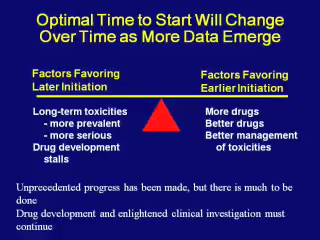 Optimal Time to Start Will Change
Over Time as More Data Emerge
Factors Favoring
Later Initiation
Factors Favoring
Earlier Initiation
Long-term toxicities
- more prevalent
- more serious
Drug development
stalls
More drugs
Better drugs
Better management
of toxicities
Unprecedented progress has been made, but there is much to be
done
Drug development and enlightened clinical investigation must
continue